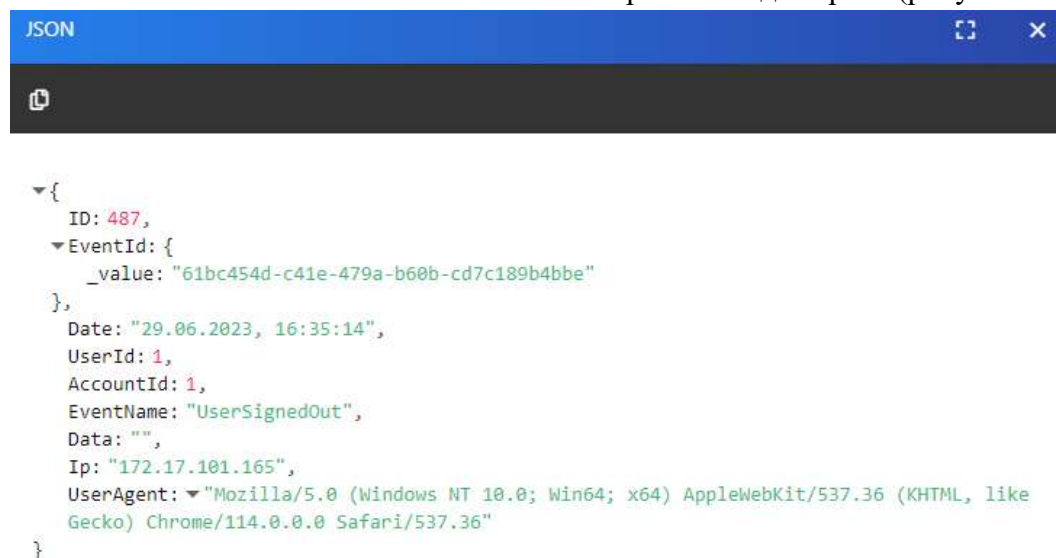 JSON
{
ID: 487,
EventId: {
_value: "61bc454d-c41e-479a-b60b-cd7c189b4bbe"
},
Date: "29.06.2023, 16:35:14",
UserId: 1,
AccountId: 1,
EventName: "UserSignedOut",
Data: "",
Ip: "172.17.101.165",
UserAgent: "Mozilla/5.0 (Windows NT 10.0; Win64; x64) AppleWebKit/537.36 (KHTML, like
Gecko) Chrome/114.0.0.0 Safari/537.36"
}